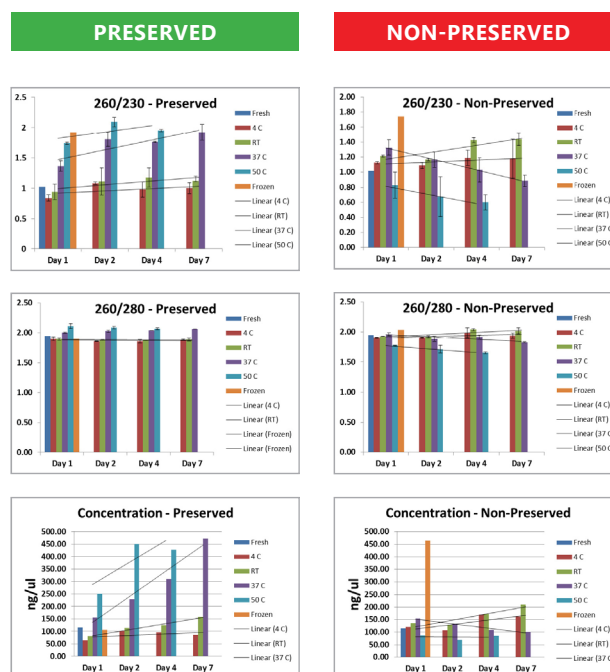 PRESERVED
NON-PRESERVED
260/230 - Preserved
2.5
2
1.5
1
0.5
0
Day 1 Day 2 Day 4 Day 7
Fresh
4 C
RT
37 C
50 C
Frozen
Linear (4 C)
Linear (RT)
Linear (37 C)
Linear (50 C)
260/230 - Non-Preserved
2.00
1.80
1.60
1.40
1.20
1.00
0.80
0.60
0.40
0.20
0.00
Day 1 Day 2 Day 4 Day 7
Fresh
4 C
RT
37 C
50 C
Frozen
Linear (4 C)
Linear (RT)
Linear (37 C)
Linear (50 C
260/280 - Preserved
2.50
2.00
1.50
1.00
0.50
0.00
Day 1 Day 2 Day 4 Day 7
Fresh
4 C
RT
37 C
50 C
Frozen
Linear (4 C)
Linear (RT)
Linear (Frozen)
Linear (Frozen)
260/280 - Non-Preserved
2.50
2.00
1.50
1.00
0.50
0.00
Day 1 Day 2 Day 4 Day 7
Fresh
4 C
RT
37 C
50 C
Frozen
Linear (4 C)
Linear (RT)
Linear (37 C)
Linear (50 C
Concentration - Preserved
ng/ul
500.00
450.00
400.00
350.00
300.00
250.00
200.00
150.00
100.00
50.00
0.00
Day 1 Day 2 Day 4 Day 7
Fresh
4 C
RT
37 C
50 C
Frozen
Linear (4 C)
Linear (RT)
Linear (37 C)
Concentration - Non-Preserved
ng/ul
500.00
450.00
400.00
350.00
300.00
250.00
200.00
150.00
100.00
50.00
0.00
Day 1 Day 2 Day 4 Day 7
Fresh
4 C
RT
37 C
50 C
Frozen
Linear (4 C)
Linear (RT)
Linear (37 C